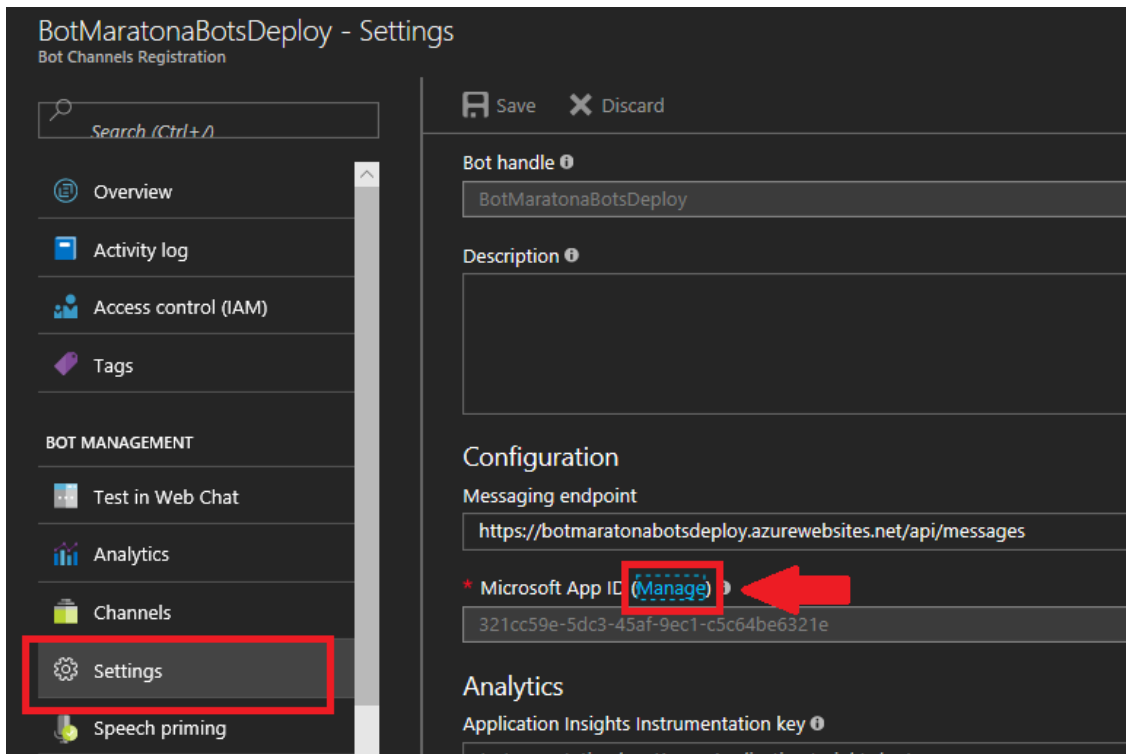 BotMaratonaBotsDeploy - Settings
Bot Channels Registration
Search (Ctrl+/)
Overview
Activity log
Access control (IAM)
Tags
BOT MANAGEMENT
Test in Web Chat
Analytics
Channels
Settings
Speech priming
Save Discard
Bot handle
BotMaratonaBotsDeploy
Description
Configuration
Messaging endpoint
https://botmaratonabotsdeploy.azurewebsites.net/api/messages
* Microsoft App ID (Manage)
321cc59e-5dc3-45af-9ec1-c5c64be6321e
Analytics
Application Insights Instrumentation key